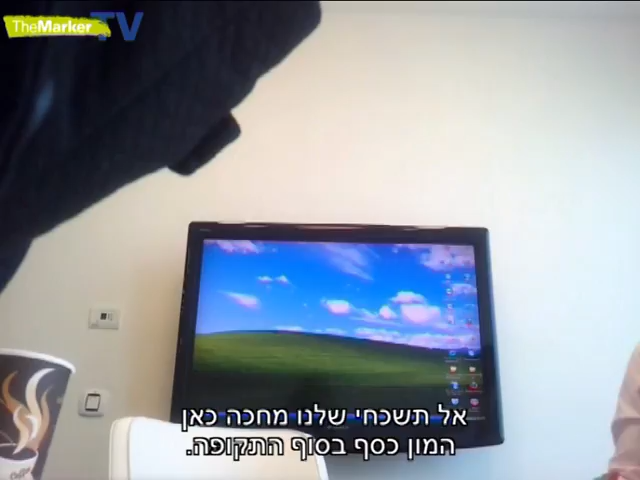 TheMarker TV
אל תשכחי שלנו מחכה כאן
המון כסף בסוף התקופה.